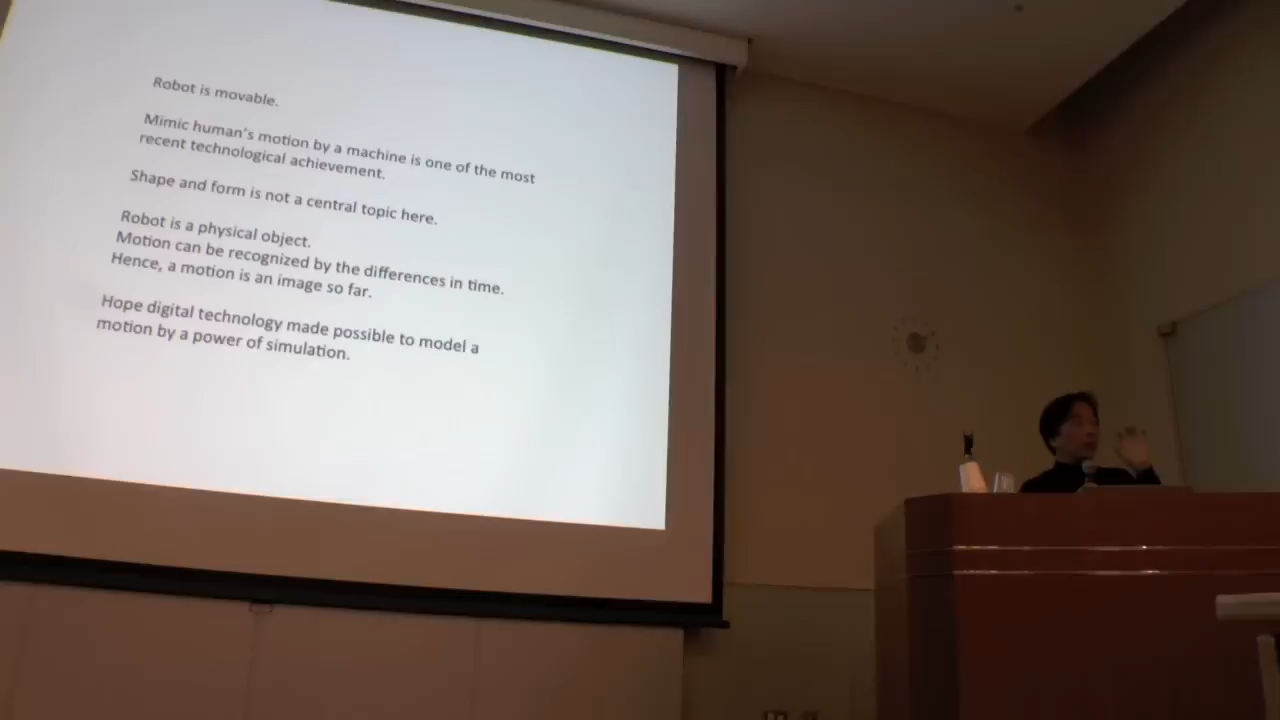 Robot is movable.
Mimic human's motion by a machine is one of the most
recent technological achievement.
Shape and form is not a central topic here.
Robot is a physical object.
Motion can be recognized by the differences in time.
Hence, a motion is an image so far.
Hope digital technology made possible to model a
motion by a power of simulation.